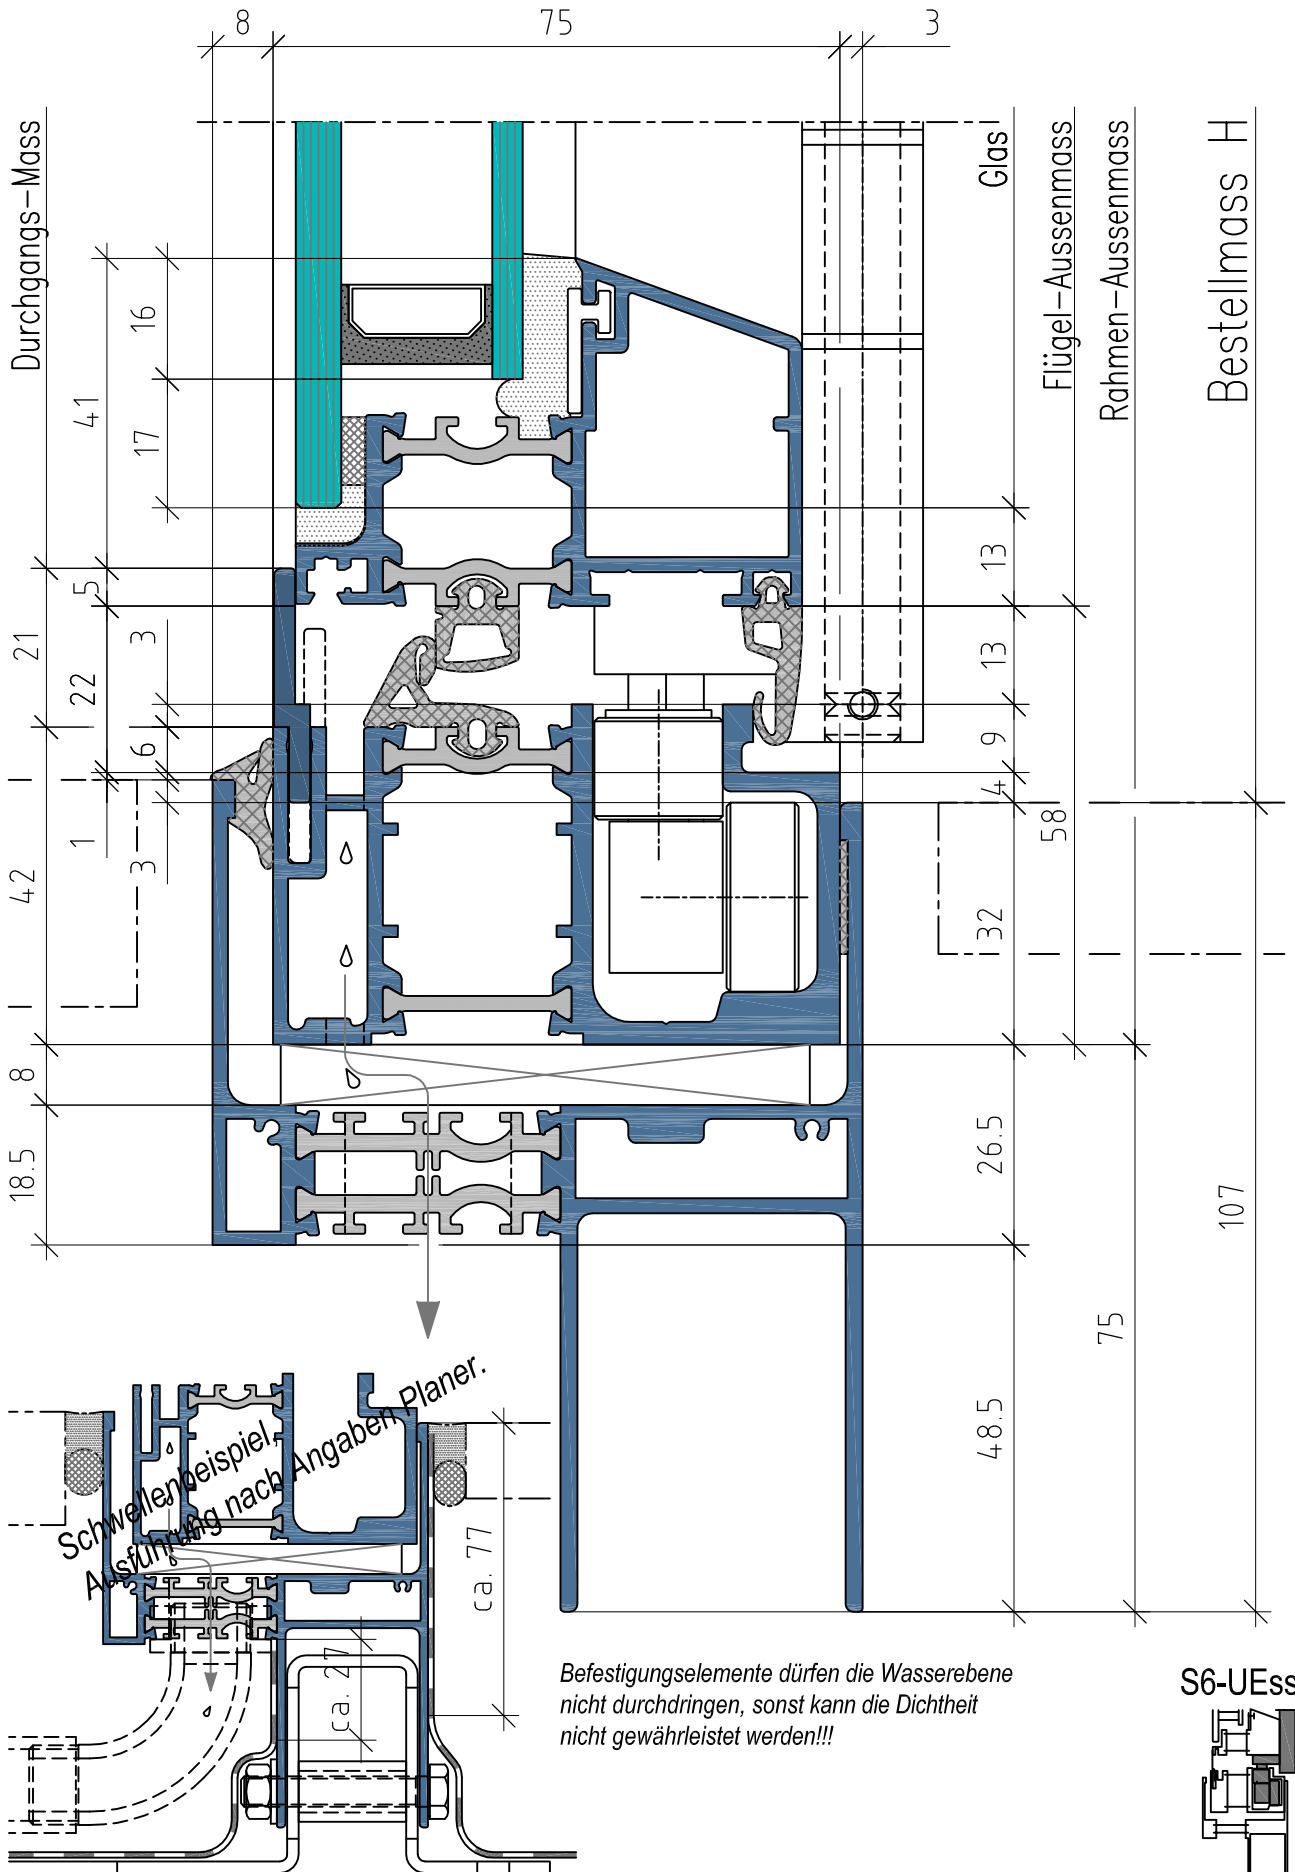 8
75
3
Durchgangs-Mass
Glas
Flügel-Aussenmass
Rahmen-Aussenmass
Bestellmass H
41
16
17
5
21
22
3
6
1
3
42
8
18.5
13
13
9
4
58
32
26.5
107
75
48.5
Schwellenbeispiel,
Ausführung nach Angaben Planer.
ca. 77
ca. 27
Befestigungselemente dürfen die Wasserebene
nicht durchdringen, sonst kann die Dichtheit
nicht gewährleistet werden!!!
S6-UEss